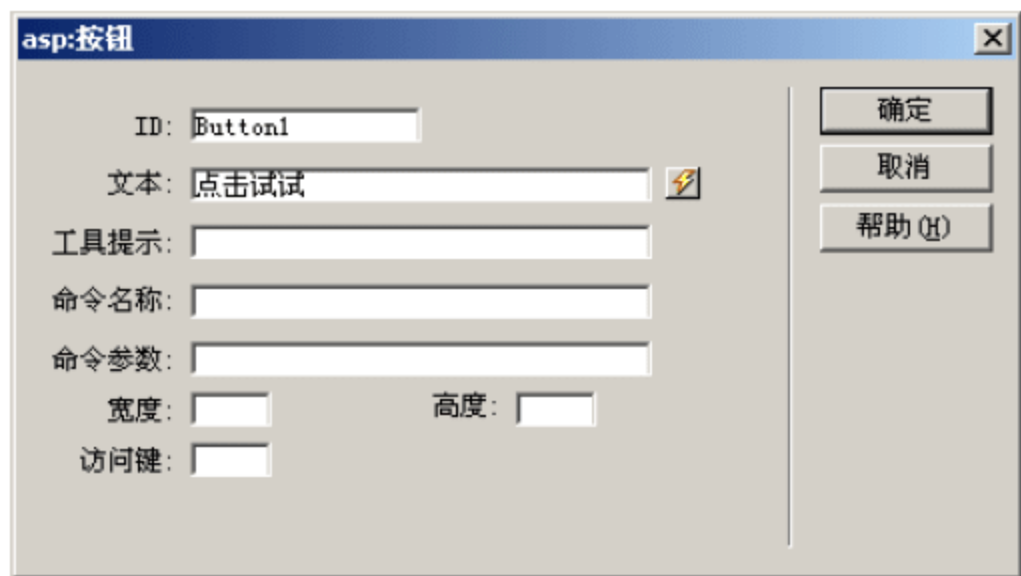 asp:按钮
ID: Button1
确定
文本: 点击试试
取消
工具提示:
帮助(H)
命令名称:
命令参数:
宽度: 高度:
访问键: